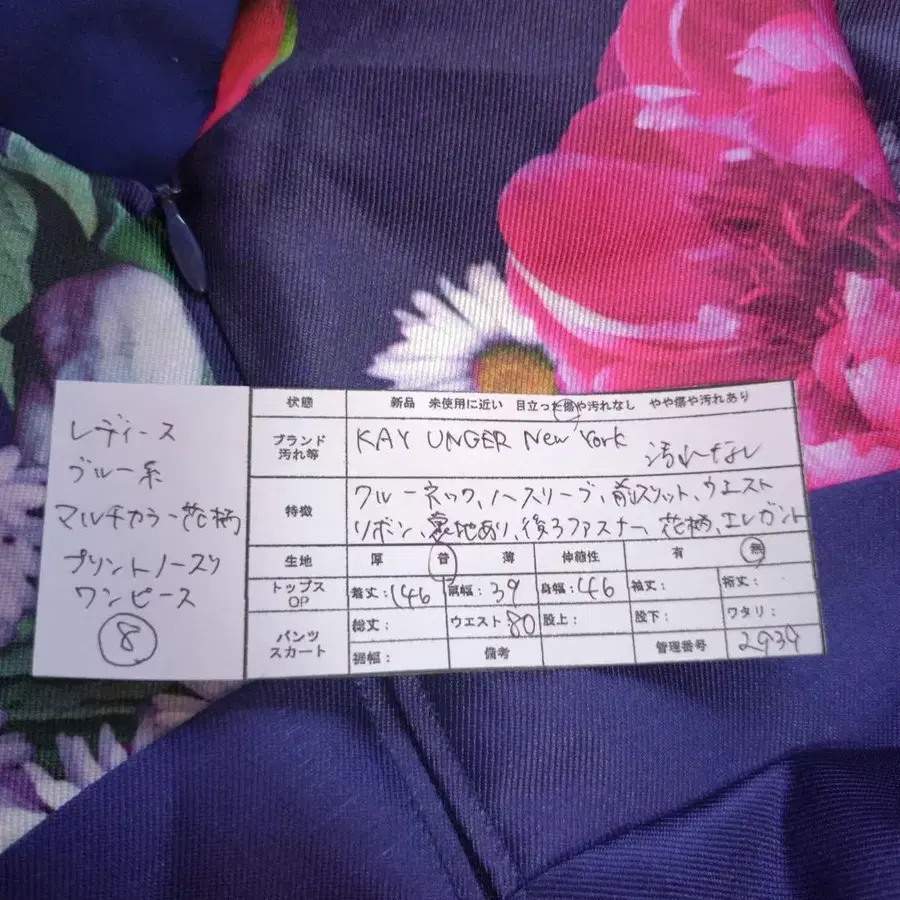 レディース
ブルー系
マルチカラー花柄
プリントノースリ
ワンピース
8
状態 新品 未使用に近い 目立った傷や汚れなし やや傷や汚れあり
ブランド
汚れ等
KAY UNGER New York 汚れなし
特徴
クルーネック、ノースリーブ、前スリット、ウエスト
リボン、裏地あり、後ろファスナー、花柄、エレガント
生地 厚 普 薄 伸縮性 有 無
トップス
OP
着丈:146 肩幅:39 身幅:46 袖丈: 裄丈:
パンツ
スカート
総丈: ウエスト:80 股上: 股下: ワタリ:
裾幅: 備考 管理番号 2939